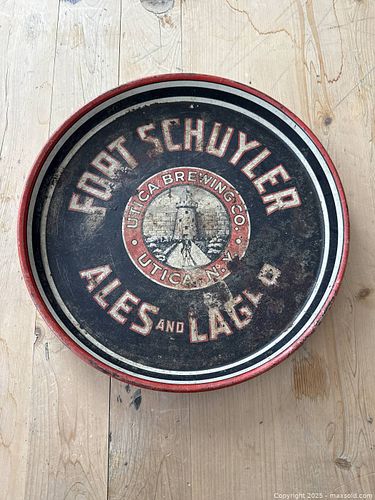 FORT SCHUYLER
UTICA BREWING CO.
UTICA, N.Y.
ALES AND LAGER
Copyright 2025 - maxsold.com